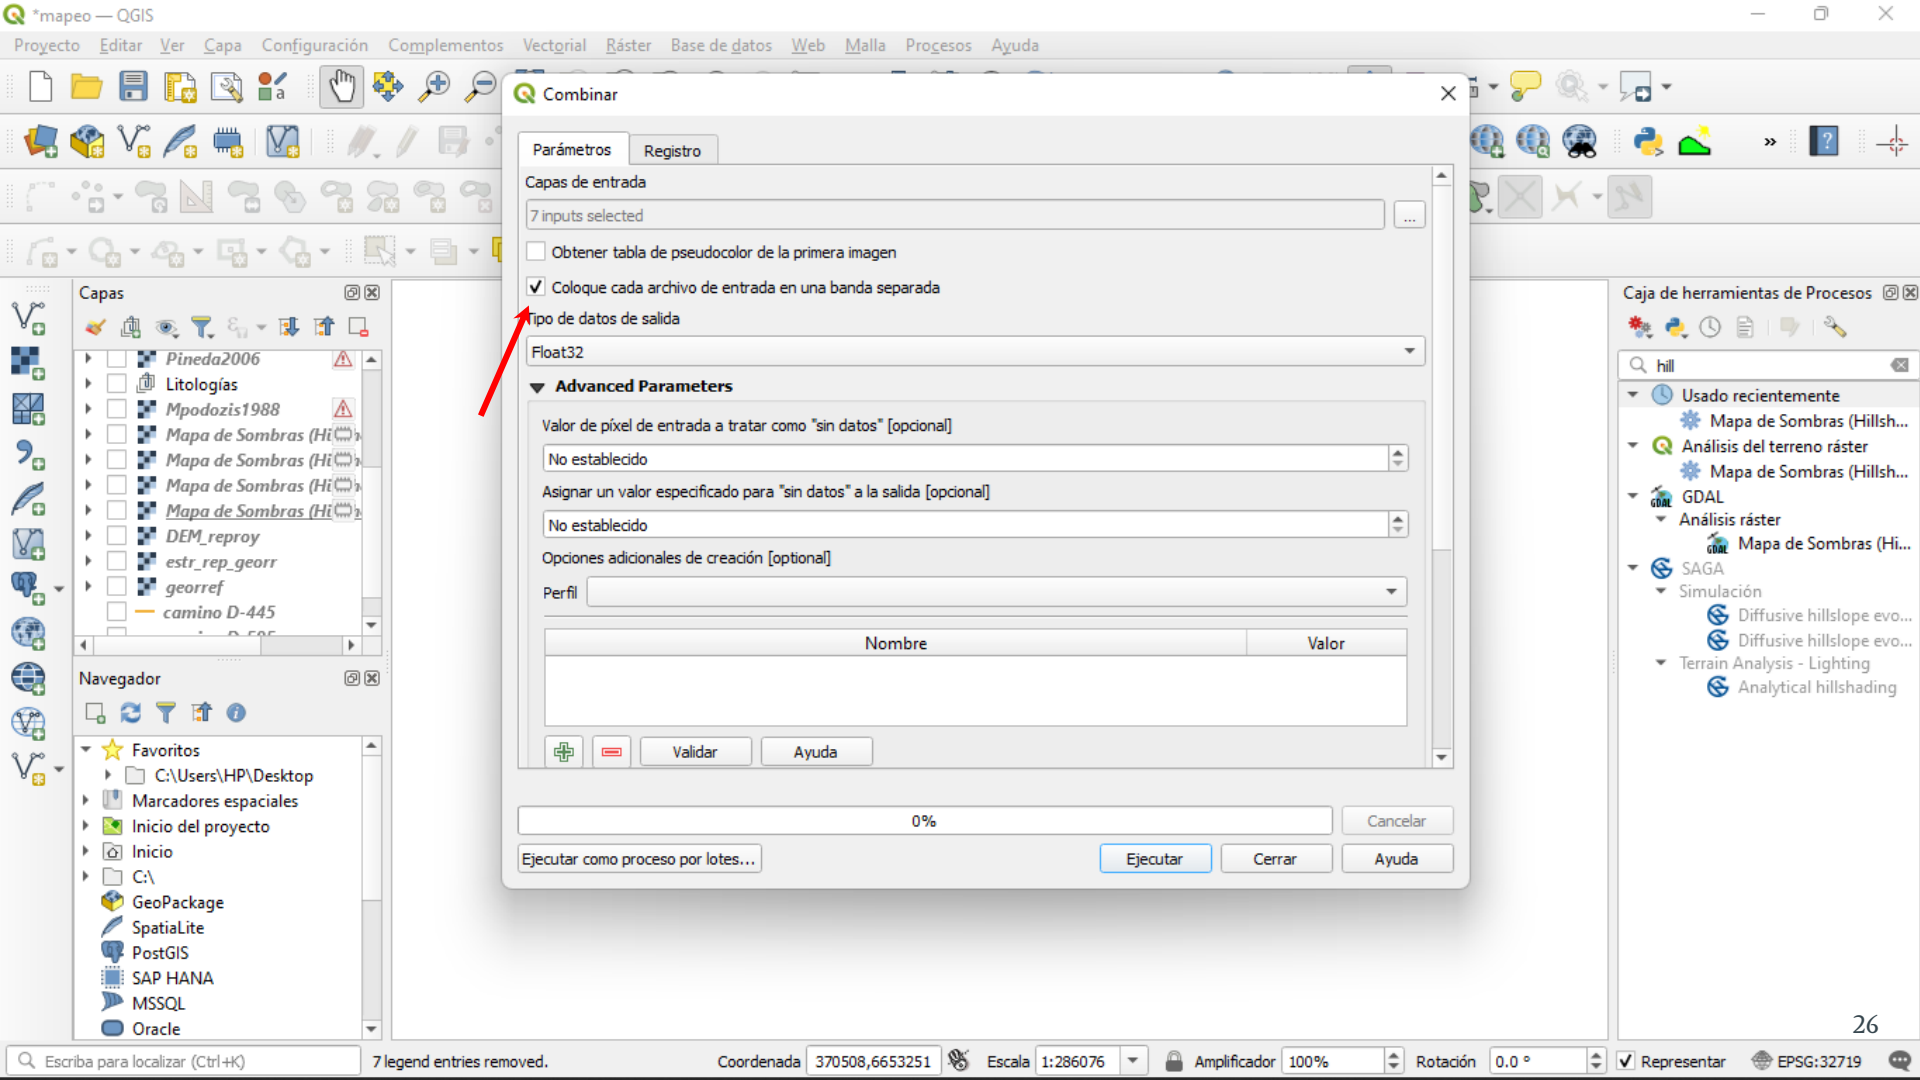 *mapeo — QGIS
Proyecto Editar Ver Capa Configuración Complementos Vectorial Ráster Base de datos Web Malla Procesos Ayuda
Combinar
Parámetros
Registro
Capas de entrada
7 inputs selected
...
Obtener tabla de pseudocolor de la primera imagen
Coloque cada archivo de entrada en una banda separada
Tipo de datos de salida
Float32
Advanced Parameters
Valor de píxel de entrada a tratar como "sin datos" [opcional]
No establecido
Asignar un valor especificado para "sin datos" a la salida [opcional]
No establecido
Opciones adicionales de creación [optional]
Perfil
Nombre Valor
Validar
Ayuda
0%
Cancelar
Ejecutar como proceso por lotes...
Ejecutar
Cerrar
Ayuda
Capas
Pineda2006
Litologías
Mpodozis1988
Mapa de Sombras (Hi
Mapa de Sombras (Hi
Mapa de Sombras (Hi
Mapa de Sombras (Hi
DEM_reproy
estr_rep_georr
georref
camino D-445
Navegador
Favoritos
C:\Users\HP\Desktop
Marcadores espaciales
Inicio del proyecto
Inicio
C:\
GeoPackage
SpatiaLite
PostGIS
SAP HANA
MSSQL
Oracle
Caja de herramientas de Procesos
hill
Usado recientemente
Mapa de Sombras (Hillsh...
Análisis del terreno ráster
Mapa de Sombras (Hillsh...
GDAL
Análisis ráster
Mapa de Sombras (Hi...
SAGA
Simulación
Diffusive hillslope evo...
Diffusive hillslope evo...
Terrain Analysis - Lighting
Analytical hillshading
26
Escriba para localizar (Ctrl+K)
7 legend entries removed.
Coordenada 370508,6653251
Escala 1:286076
Amplificador 100%
Rotación 0.0 °
Representar
EPSG:32719